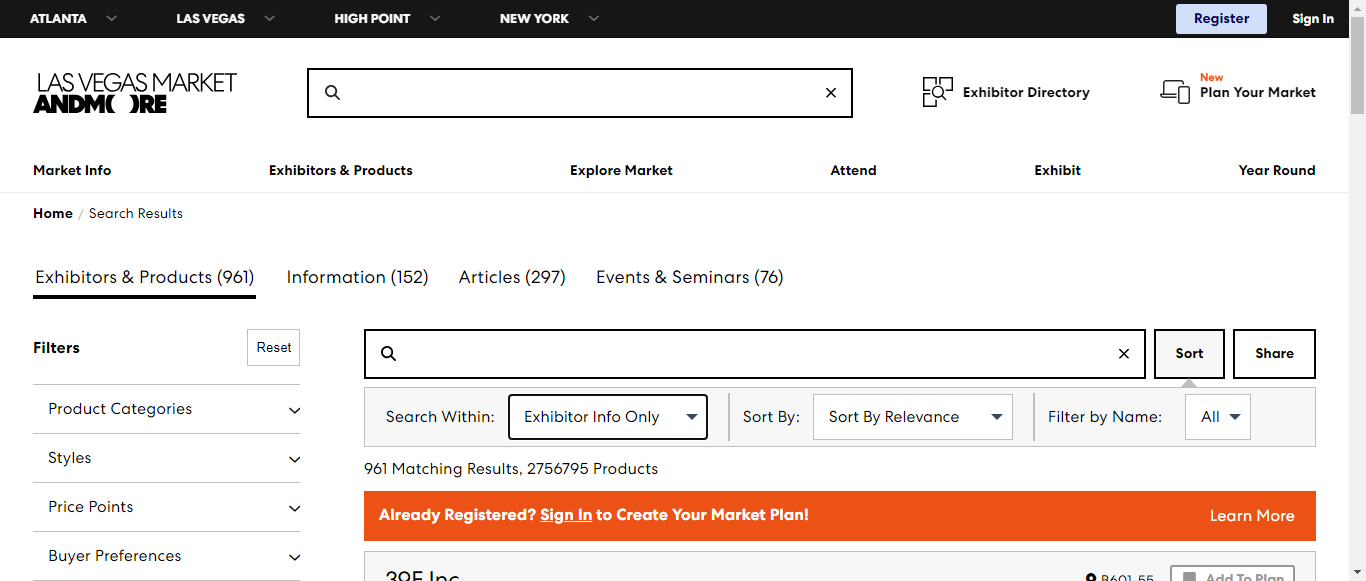 ATLANTA LAS VEGAS HIGH POINT NEW YORK Register Sign In
LAS VEGAS MARKET
ANDMORE
Exhibitor Directory
New
Plan Your Market
Market Info Exhibitors & Products Explore Market Attend Exhibit Year Round
Home / Search Results
Exhibitors & Products (961) Information (152) Articles (297) Events & Seminars (76)
Filters Reset
Sort Share
Product Categories
Styles
Price Points
Buyer Preferences
Search Within: Exhibitor Info Only Sort By: Sort By Relevance Filter by Name: All
961 Matching Results, 2756795 Products
Already Registered? Sign In to Create Your Market Plan! Learn More
39F Inc B601-55 Add To Plan